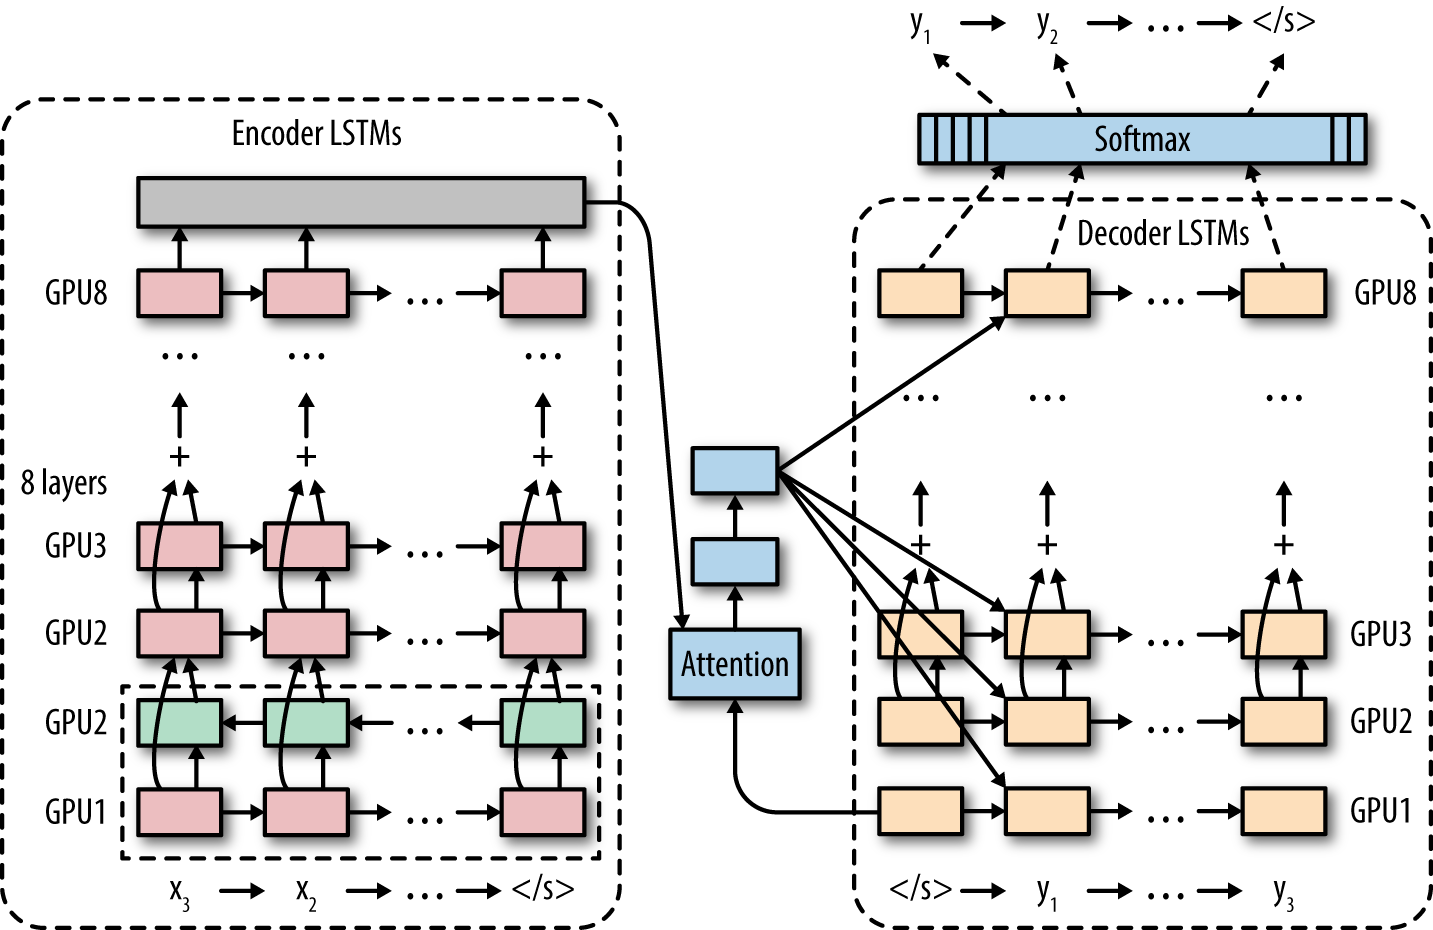 y1 y2 ... </s>
Softmax
Encoder LSTMs
Decoder LSTMs
GPU8 ...
... GPU8
... ... ...
... ... ...
+ + +
8 layers
GPU3 ...
+ + +
Attention
GPU2 ...
... GPU3
GPU2 ...
... GPU2
GPU1 ...
... GPU1
x3 x2 ... </s>
</s> y1 ... y3